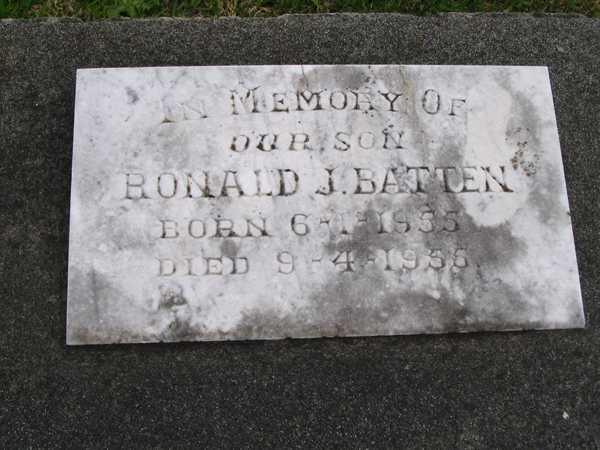 IN MEMORY OF
OUR SON
RONALD J. BATTEN
BORN 6-1-1955
DIED 9-4-1955